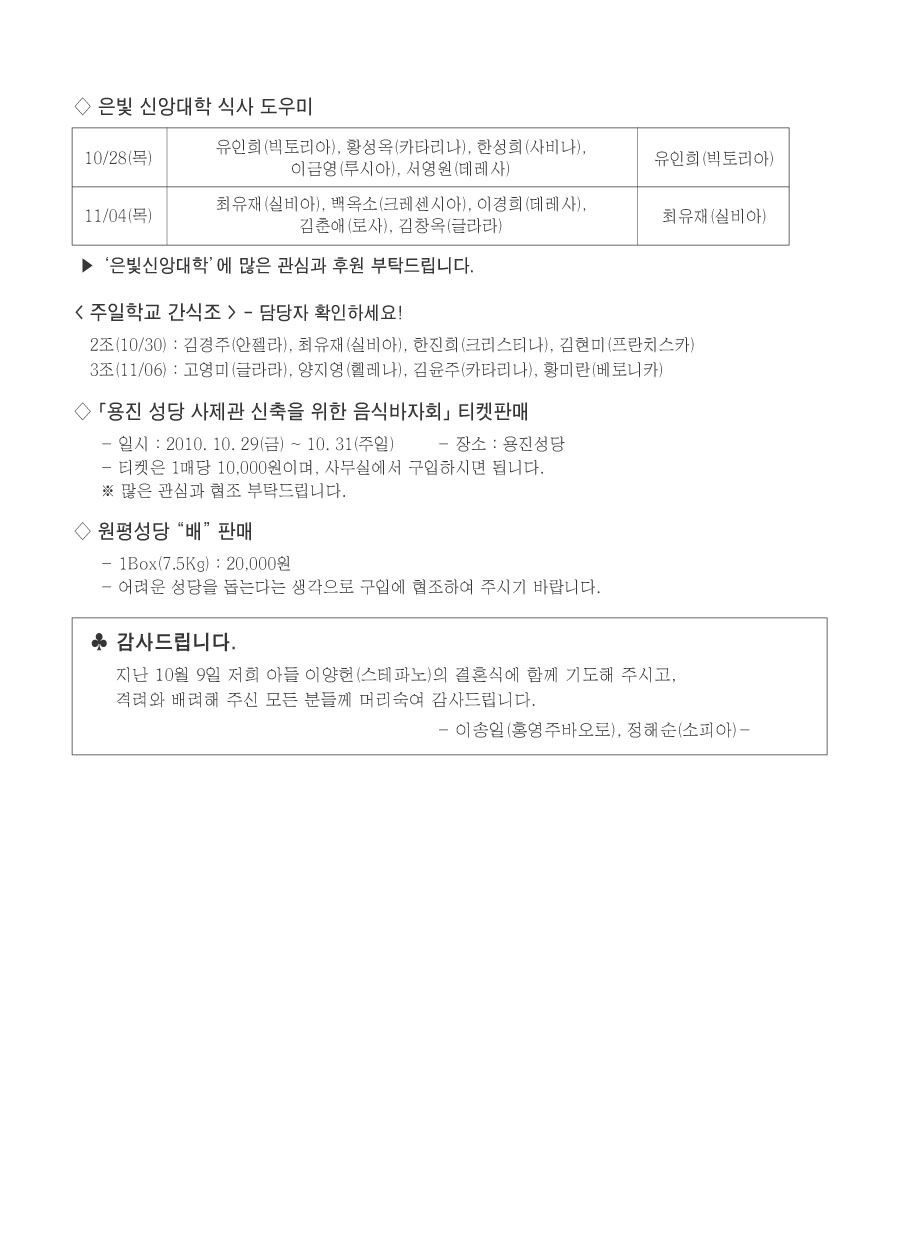 ◇ 은빛 신앙대학 식사 도우미
10/28(목) 유인희(빅토리아), 황성옥(카타리나), 한성희(사비나), 유인희(빅토리아)
이금영(루시아), 서영원(데레사)
11/04(목) 최유재(실비아), 백옥소(크레센시아), 이경희(데레사), 최유재(실비아)
김춘애(로사), 김창옥(글라라)
▶ ‘은빛신앙대학’에 많은 관심과 후원 부탁드립니다.
< 주일학교 간식조 > - 담당자 확인하세요!
2조(10/30) : 김경주(안젤라), 최유재(실비아), 한진희(크리스티나), 김현미(프란치스카)
3조(11/06) : 고영미(글라라), 양지영(헬레나), 김윤주(카타리나), 황미란(베로니카)
◇ 「용진 성당 사제관 신축을 위한 음식바자회」 티켓판매
- 일시 : 2010. 10. 29(금) ~ 10. 31(주일) - 장소 : 용진성당
- 티켓은 1매당 10,000원이며, 사무실에서 구입하시면 됩니다.
※ 많은 관심과 협조 부탁드립니다.
◇ 원평성당 “배” 판매
- 1Box(7.5Kg) : 20,000원
- 어려운 성당을 돕는다는 생각으로 구입에 협조하여 주시기 바랍니다.
♣ 감사드립니다.
지난 10월 9일 저희 아들 이양헌(스테파노)의 결혼식에 함께 기도해 주시고,
격려와 배려해 주신 모든 분들께 머리숙여 감사드립니다.
- 이송일(홍영주바오로), 정해순(소피아)-